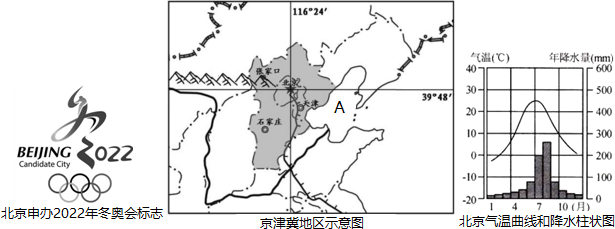 BEIJING 2022
Candidate City
北京申办2022年冬奥会标志
116°24′
张家口
北京
天津
A
39°48′
石家庄
京津冀地区示意图
气温(℃)
年降水量(mm)
40
30
20
10
0
-10
-20
600
500
400
300
200
100
0
1 4 7 10 (月)
北京气温曲线和降水柱状图